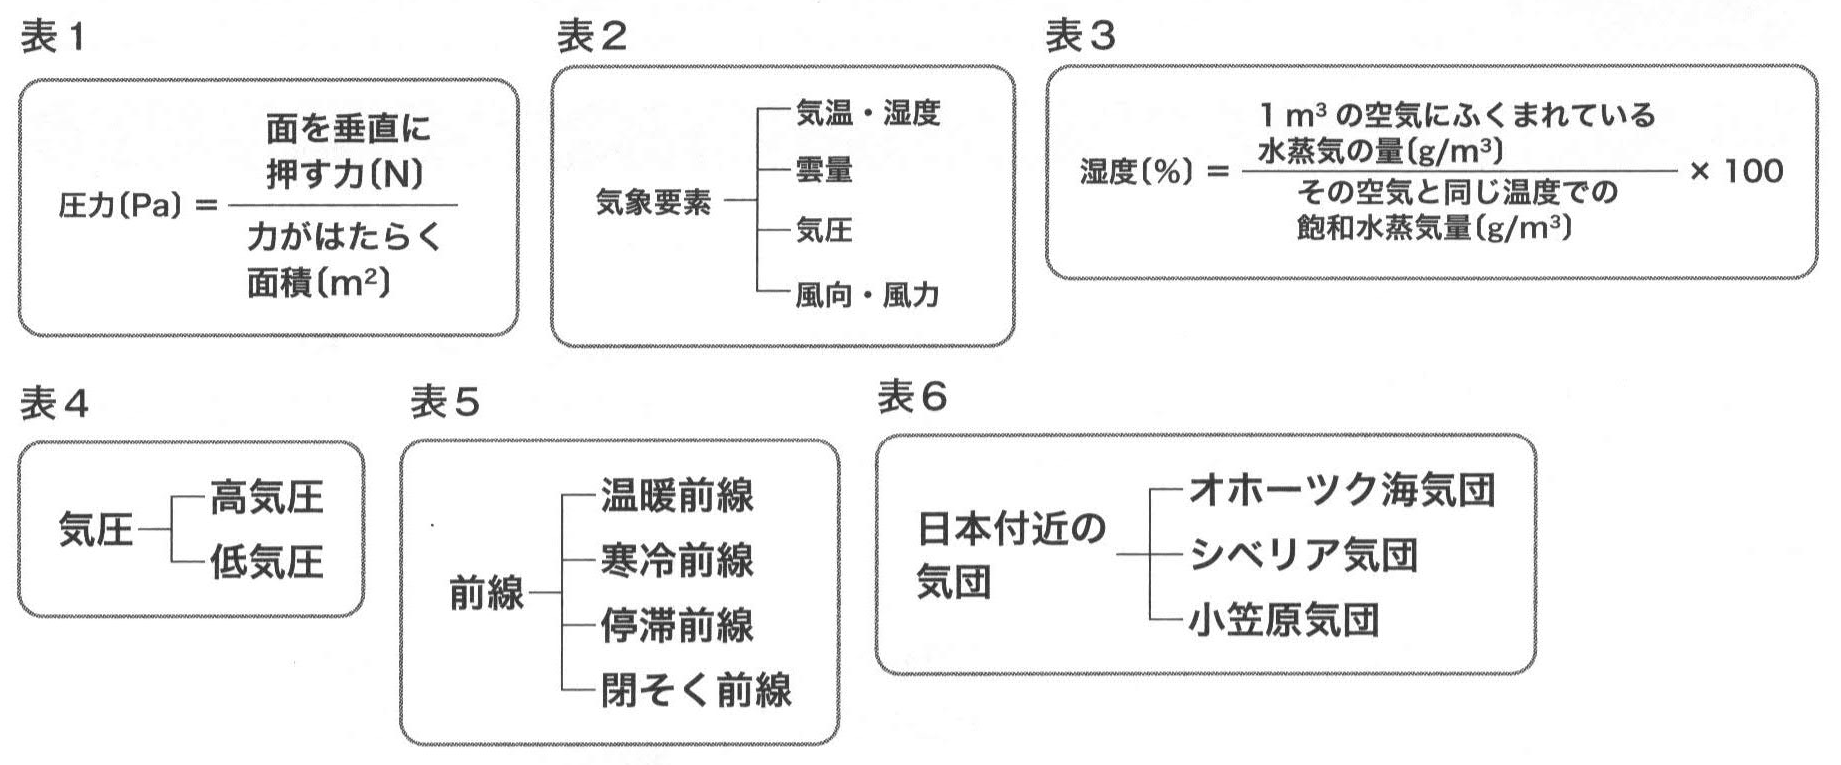 表1
面を垂直に
押す力〔N〕
圧力〔Pa〕=
力がはたらく
面積〔m²〕
表2
気象要素
気温・湿度
雲量
気圧
風向・風力
表3
1 m³ の空気にふくまれている
水蒸気の量〔g/m³〕
湿度〔%〕= × 100
その空気と同じ温度での
飽和水蒸気量〔g/m³〕
表4
気圧
高気圧
低気圧
表5
前線
温暖前線
寒冷前線
停滞前線
閉そく前線
表6
日本付近の
気団
オホーツク海気団
シベリア気団
小笠原気団